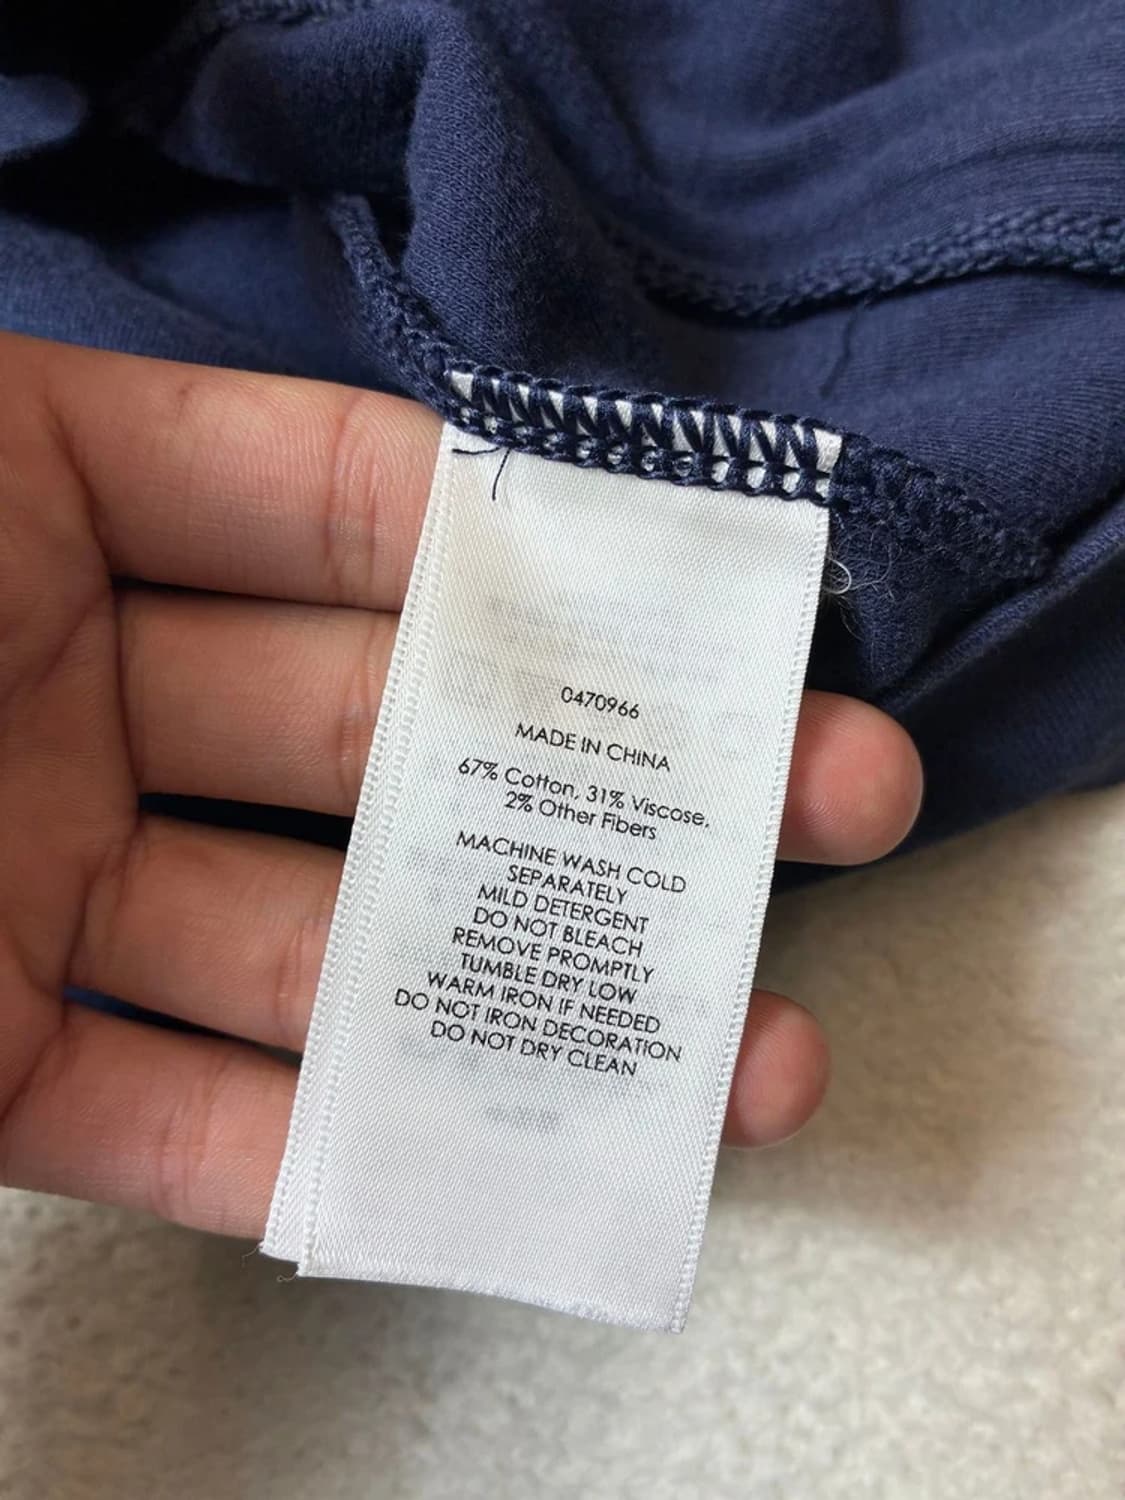 0470966
MADE IN CHINA
67% Cotton, 31% Viscose,
2% Other Fibers
MACHINE WASH COLD
SEPARATELY
MILD DETERGENT
DO NOT BLEACH
REMOVE PROMPTLY
TUMBLE DRY LOW
WARM IRON IF NEEDED
DO NOT IRON DECORATION
DO NOT DRY CLEAN